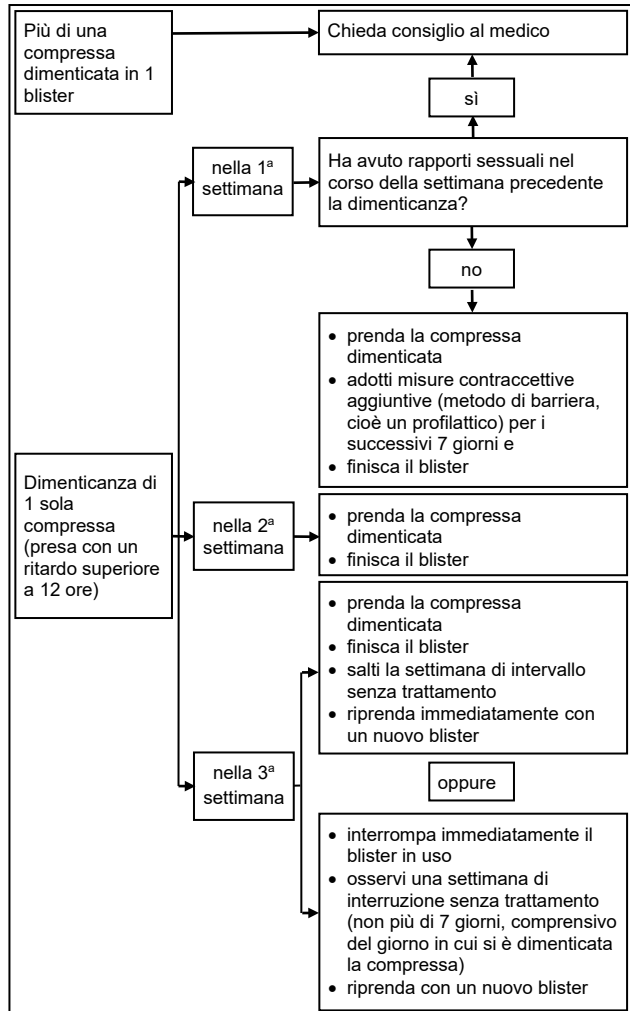 Più di una
compressa
dimenticata in 1
blister
Chieda consiglio al medico
sì
nella 1ª
settimana
Ha avuto rapporti sessuali nel
corso della settimana precedente
la dimenticanza?
no
• prenda la compressa
dimenticata
• adotti misure contraccettive
aggiuntive (metodo di barriera,
cioè un profilattico) per i
successivi 7 giorni e
• finisca il blister
Dimenticanza di
1 sola
compressa
(presa con un
ritardo superiore
a 12 ore)
nella 2ª
settimana
• prenda la compressa
dimenticata
• finisca il blister
nella 3ª
settimana
• prenda la compressa
dimenticata
• finisca il blister
• salti la settimana di intervallo
senza trattamento
• riprenda immediatamente con
un nuovo blister
oppure
• interrompa immediatamente il
blister in uso
• osservi una settimana di
interruzione senza trattamento
(non più di 7 giorni, comprensivo
del giorno in cui si è dimenticata
la compressa)
• riprenda con un nuovo blister